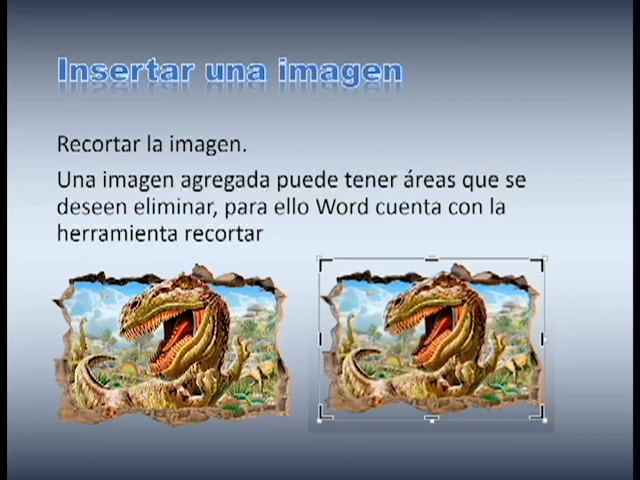 Insertar una imagen
Recortar la imagen.
Una imagen agregada puede tener áreas que se
deseen eliminar, para ello Word cuenta con la
herramienta recortar